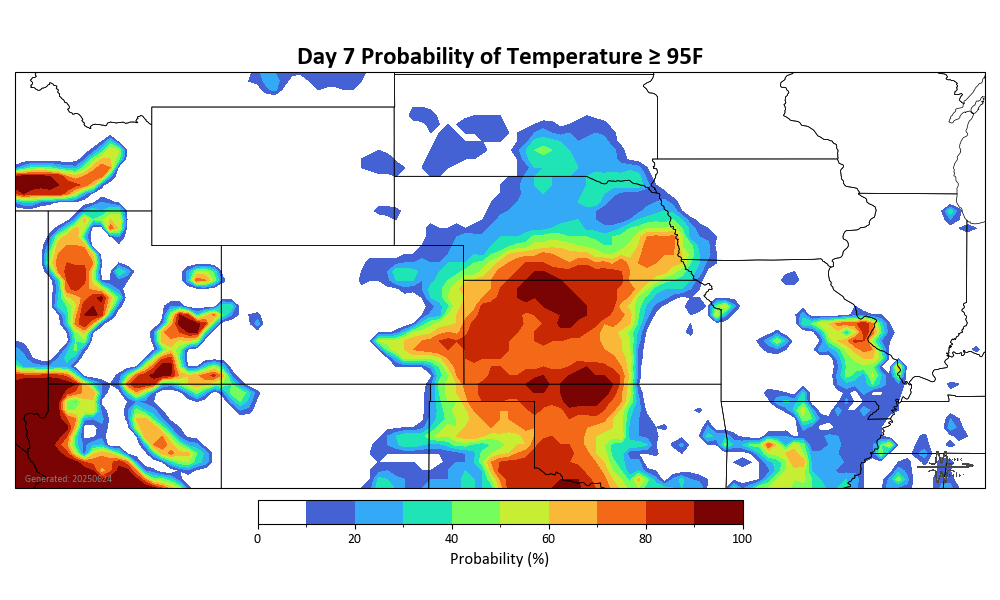 Day 7 Probability of Temperature ≥ 95F
Generated: 20250624
0 20 40 60 80 100
Probability (%)